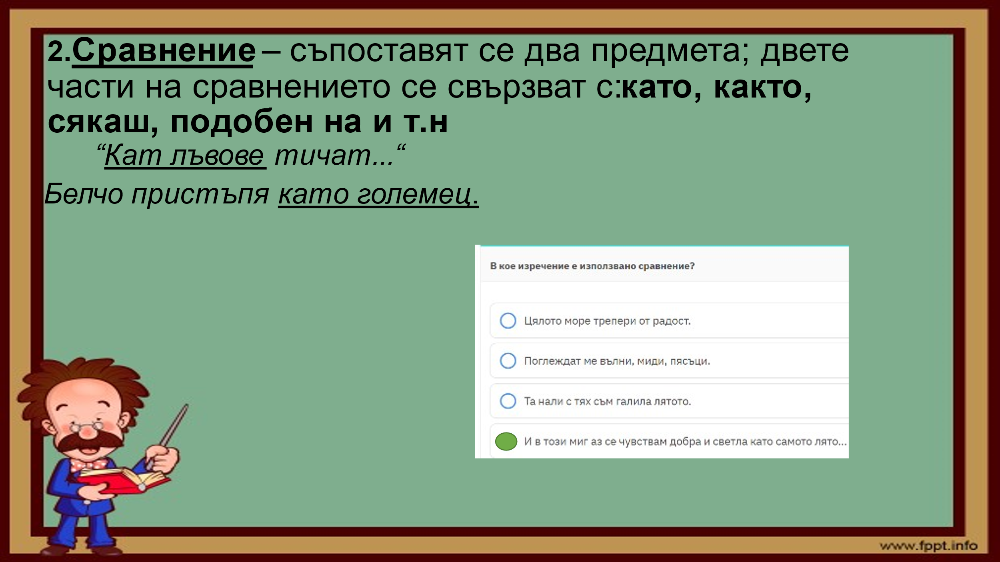 2.Сравнение – съпоставят се два предмета; двете
части на сравнението се свързват с:като, както,
сякаш, подобен на и т.н
“Кат лъвове тичат...“
Белчо пристъпя като големец.
В кое изречение е използвано сравнение?
Цялото море трепери от радост.
Поглеждат ме вълни, миди, пясъци.
Та нали с тях съм галила лятото.
И в този миг аз се чувствам добра и светла като самото лято...
www.fppt.info